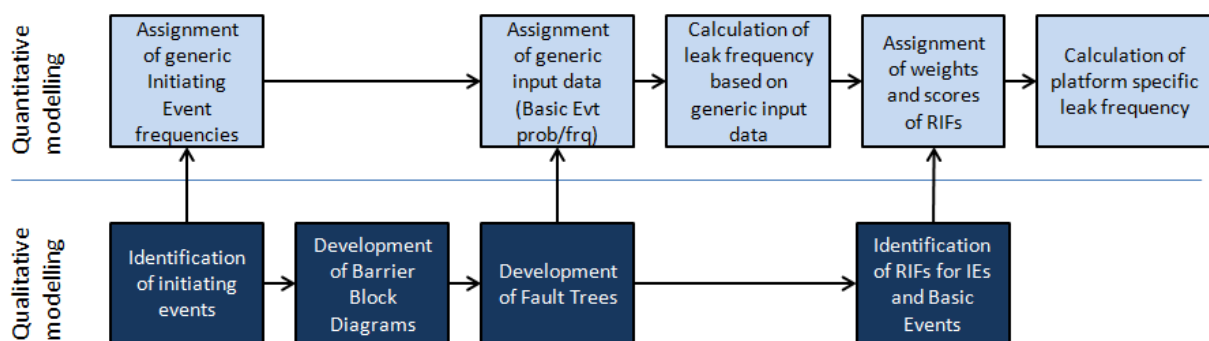 Quantitative
modelling
Assignment
of generic
Initiating
Event
frequencies
Assignment
of generic
input data
(Basic Evt
prob/frq)
Calculation of
leak frequency
based on
generic input
data
Assignment
of weights
and scores
of RIFs
Calculation of
platform specific
leak frequency
Qualitative
modelling
Identification
of initiating
events
Development
of Barrier
Block
Diagrams
Development
of Fault Trees
Identification
of RIFs for IEs
and Basic
Events